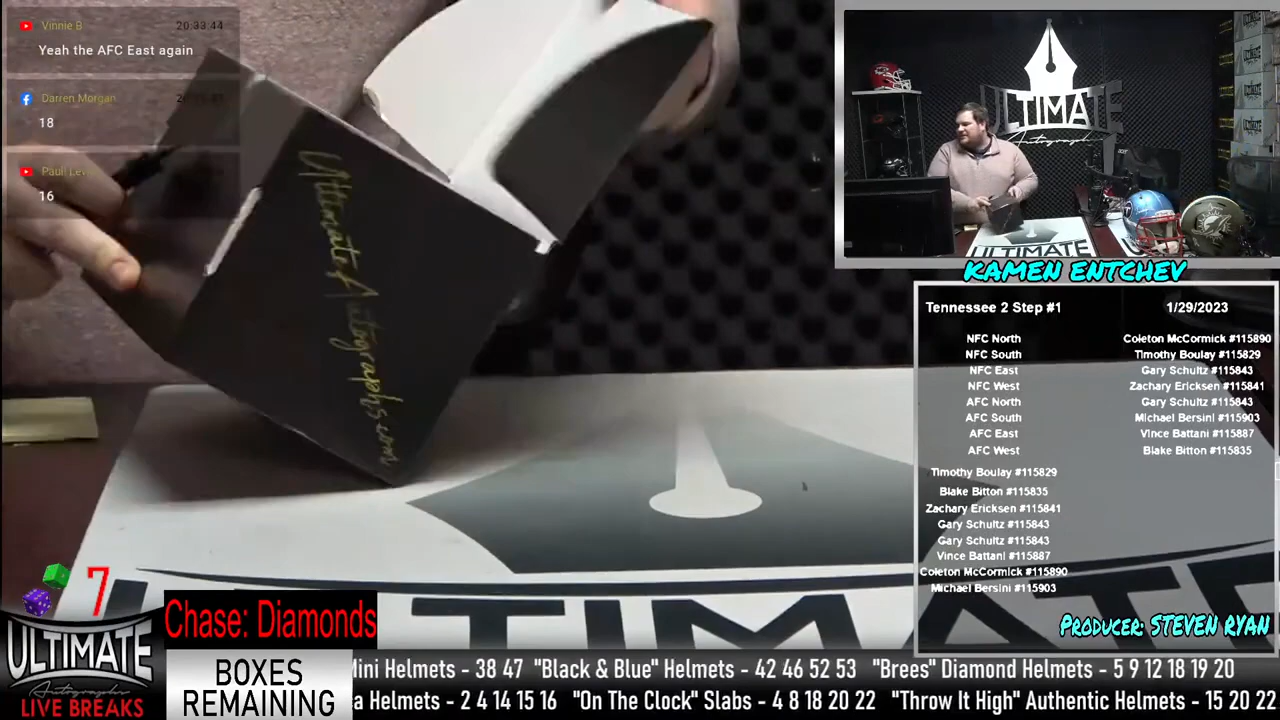 Vinnie B 20:33:44
Yeah the AFC East again
Darren Morgan
18
Paull
16
UltimateAutographs.com
ULTIMATE
Autographs
ULTIMATE
KAMEN ENTCHEV
Tennessee 2 Step #1 1/29/2023
NFC North Coleton McCormick #115890
NFC South Timothy Boulay #115829
NFC East Gary Schultz #115843
NFC West Zachary Ericksen #115841
AFC North Gary Schultz #115843
AFC South Michael Bersini #115903
AFC East Vince Battani #115887
AFC West Blake Bitton #115835
Timothy Boulay #115829
Blake Bitton #115835
Zachary Ericksen #115841
Gary Schultz #115843
Gary Schultz #115843
Vince Battani #115887
Coleton McCormick #115890
Michael Bersini #115903
PRODUCER: STEVEN RYAN
ULTIMATE
7
Chase: Diamonds
ULTIMATE
Autographs
LIVE BREAKS
BOXES
REMAINING
Mini Helmets - 38 47 "Black & Blue" Helmets - 42 46 52 53 "Brees" Diamond Helmets - 5 9 12 18 19 20
a Helmets - 2 4 14 15 16 "On The Clock" Slabs - 4 8 18 20 22 "Throw It High" Authentic Helmets - 15 20 22